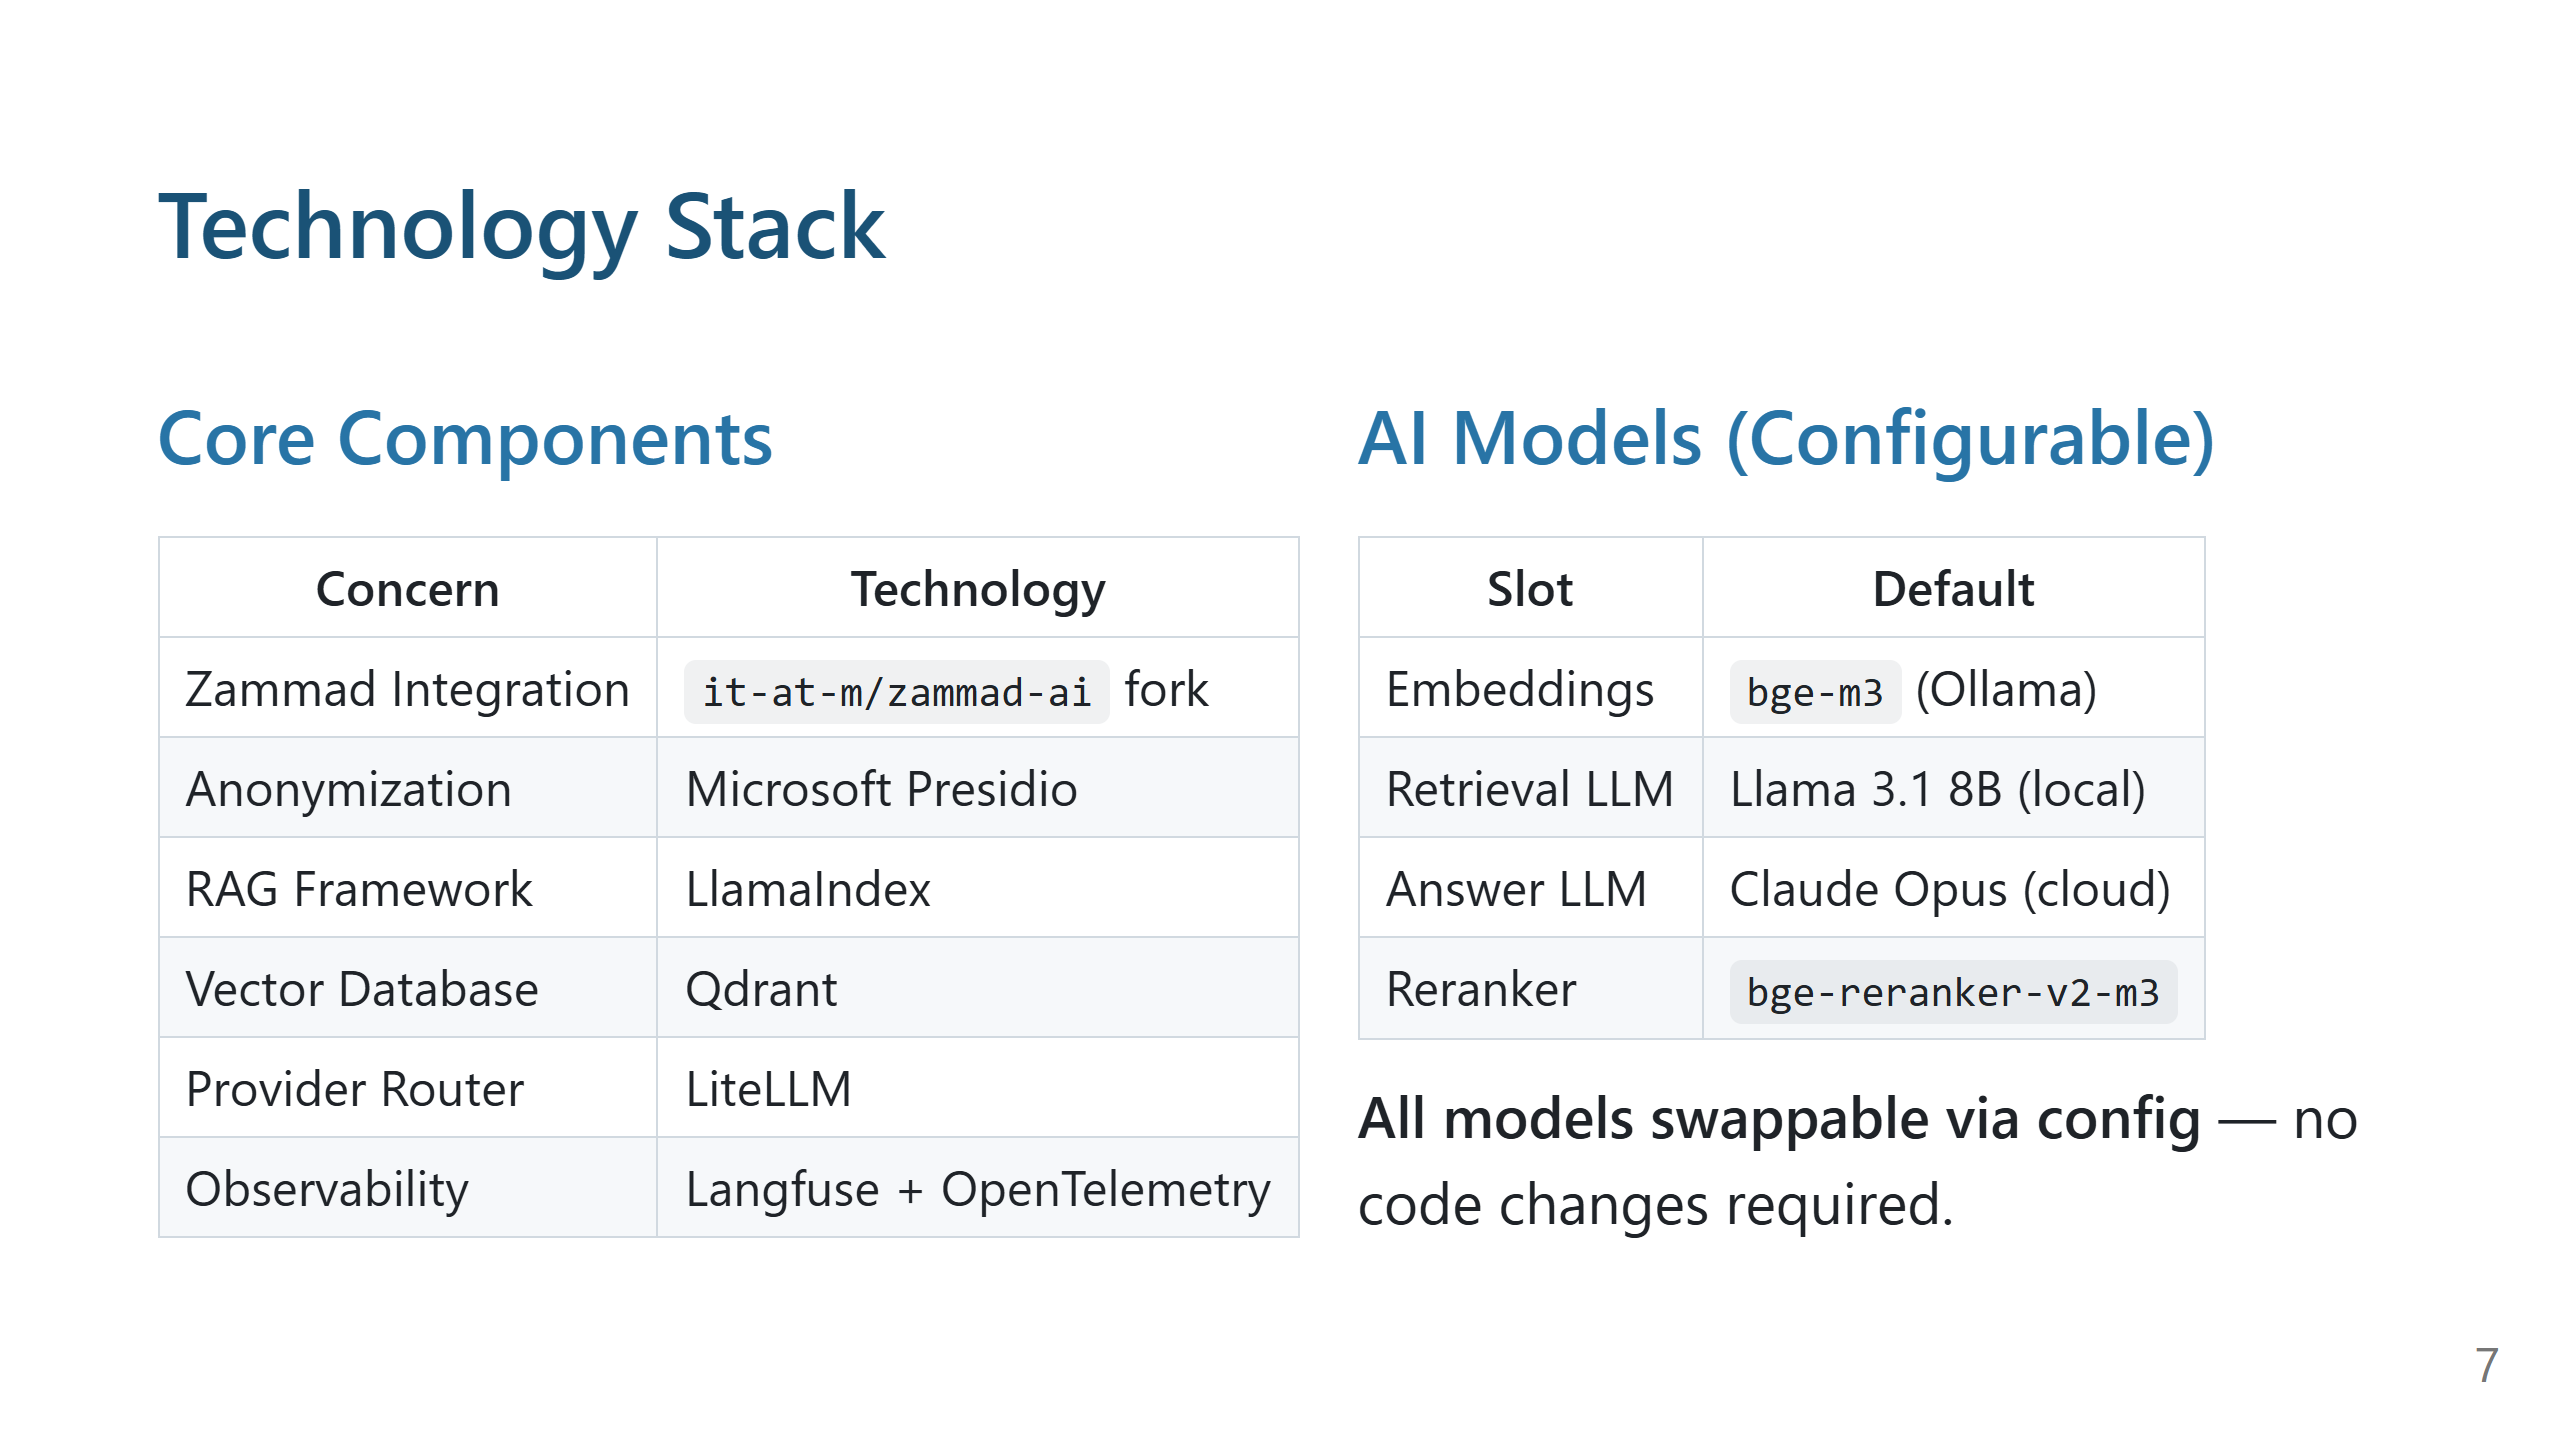 Technology Stack
Core Components
Concern Technology
Zammad Integration it-at-m/zammad-ai fork
Anonymization Microsoft Presidio
RAG Framework LlamaIndex
Vector Database Qdrant
Provider Router LiteLLM
Observability Langfuse + OpenTelemetry
AI Models (Configurable)
Slot Default
Embeddings bge-m3 (Ollama)
Retrieval LLM Llama 3.1 8B (local)
Answer LLM Claude Opus (cloud)
Reranker bge-reranker-v2-m3
All models swappable via config — no
code changes required.
7